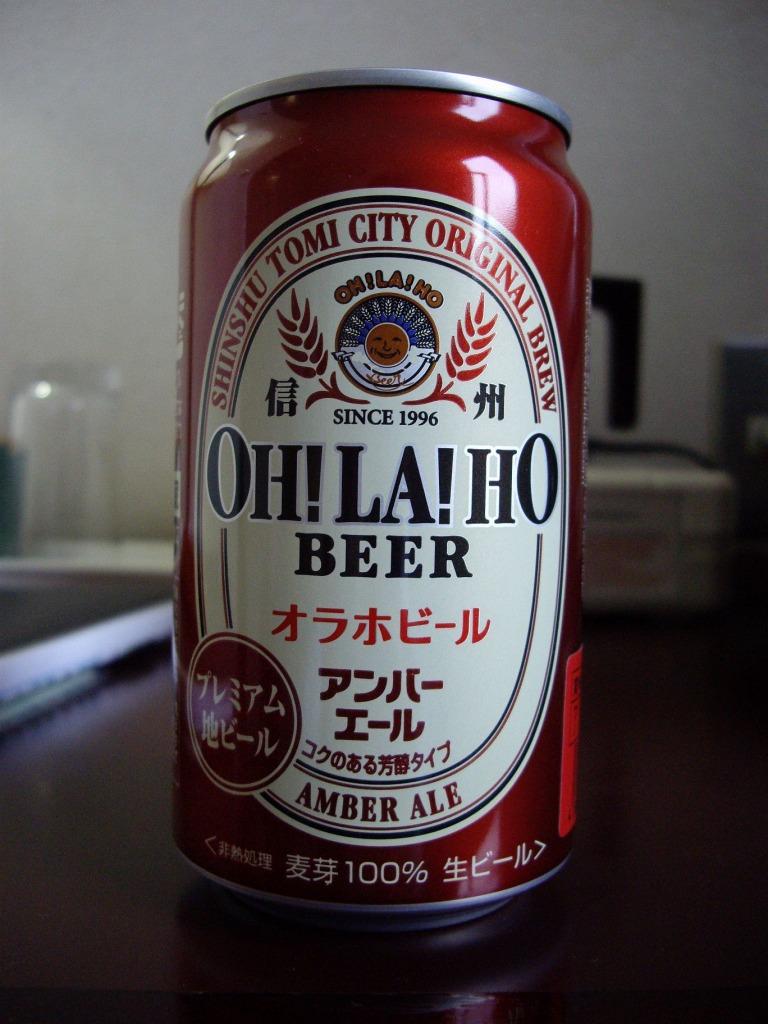 SHINSHU TOMI CITY ORIGINAL BREW
OH!LA!HO
Beer
信 州
SINCE 1996
OH!LA!HO
BEER
オラホビール
プレミアム
地ビール
アンバー
エール
コクのある芳醇タイプ
AMBER ALE
<非熱処理 麦芽100% 生ビール>